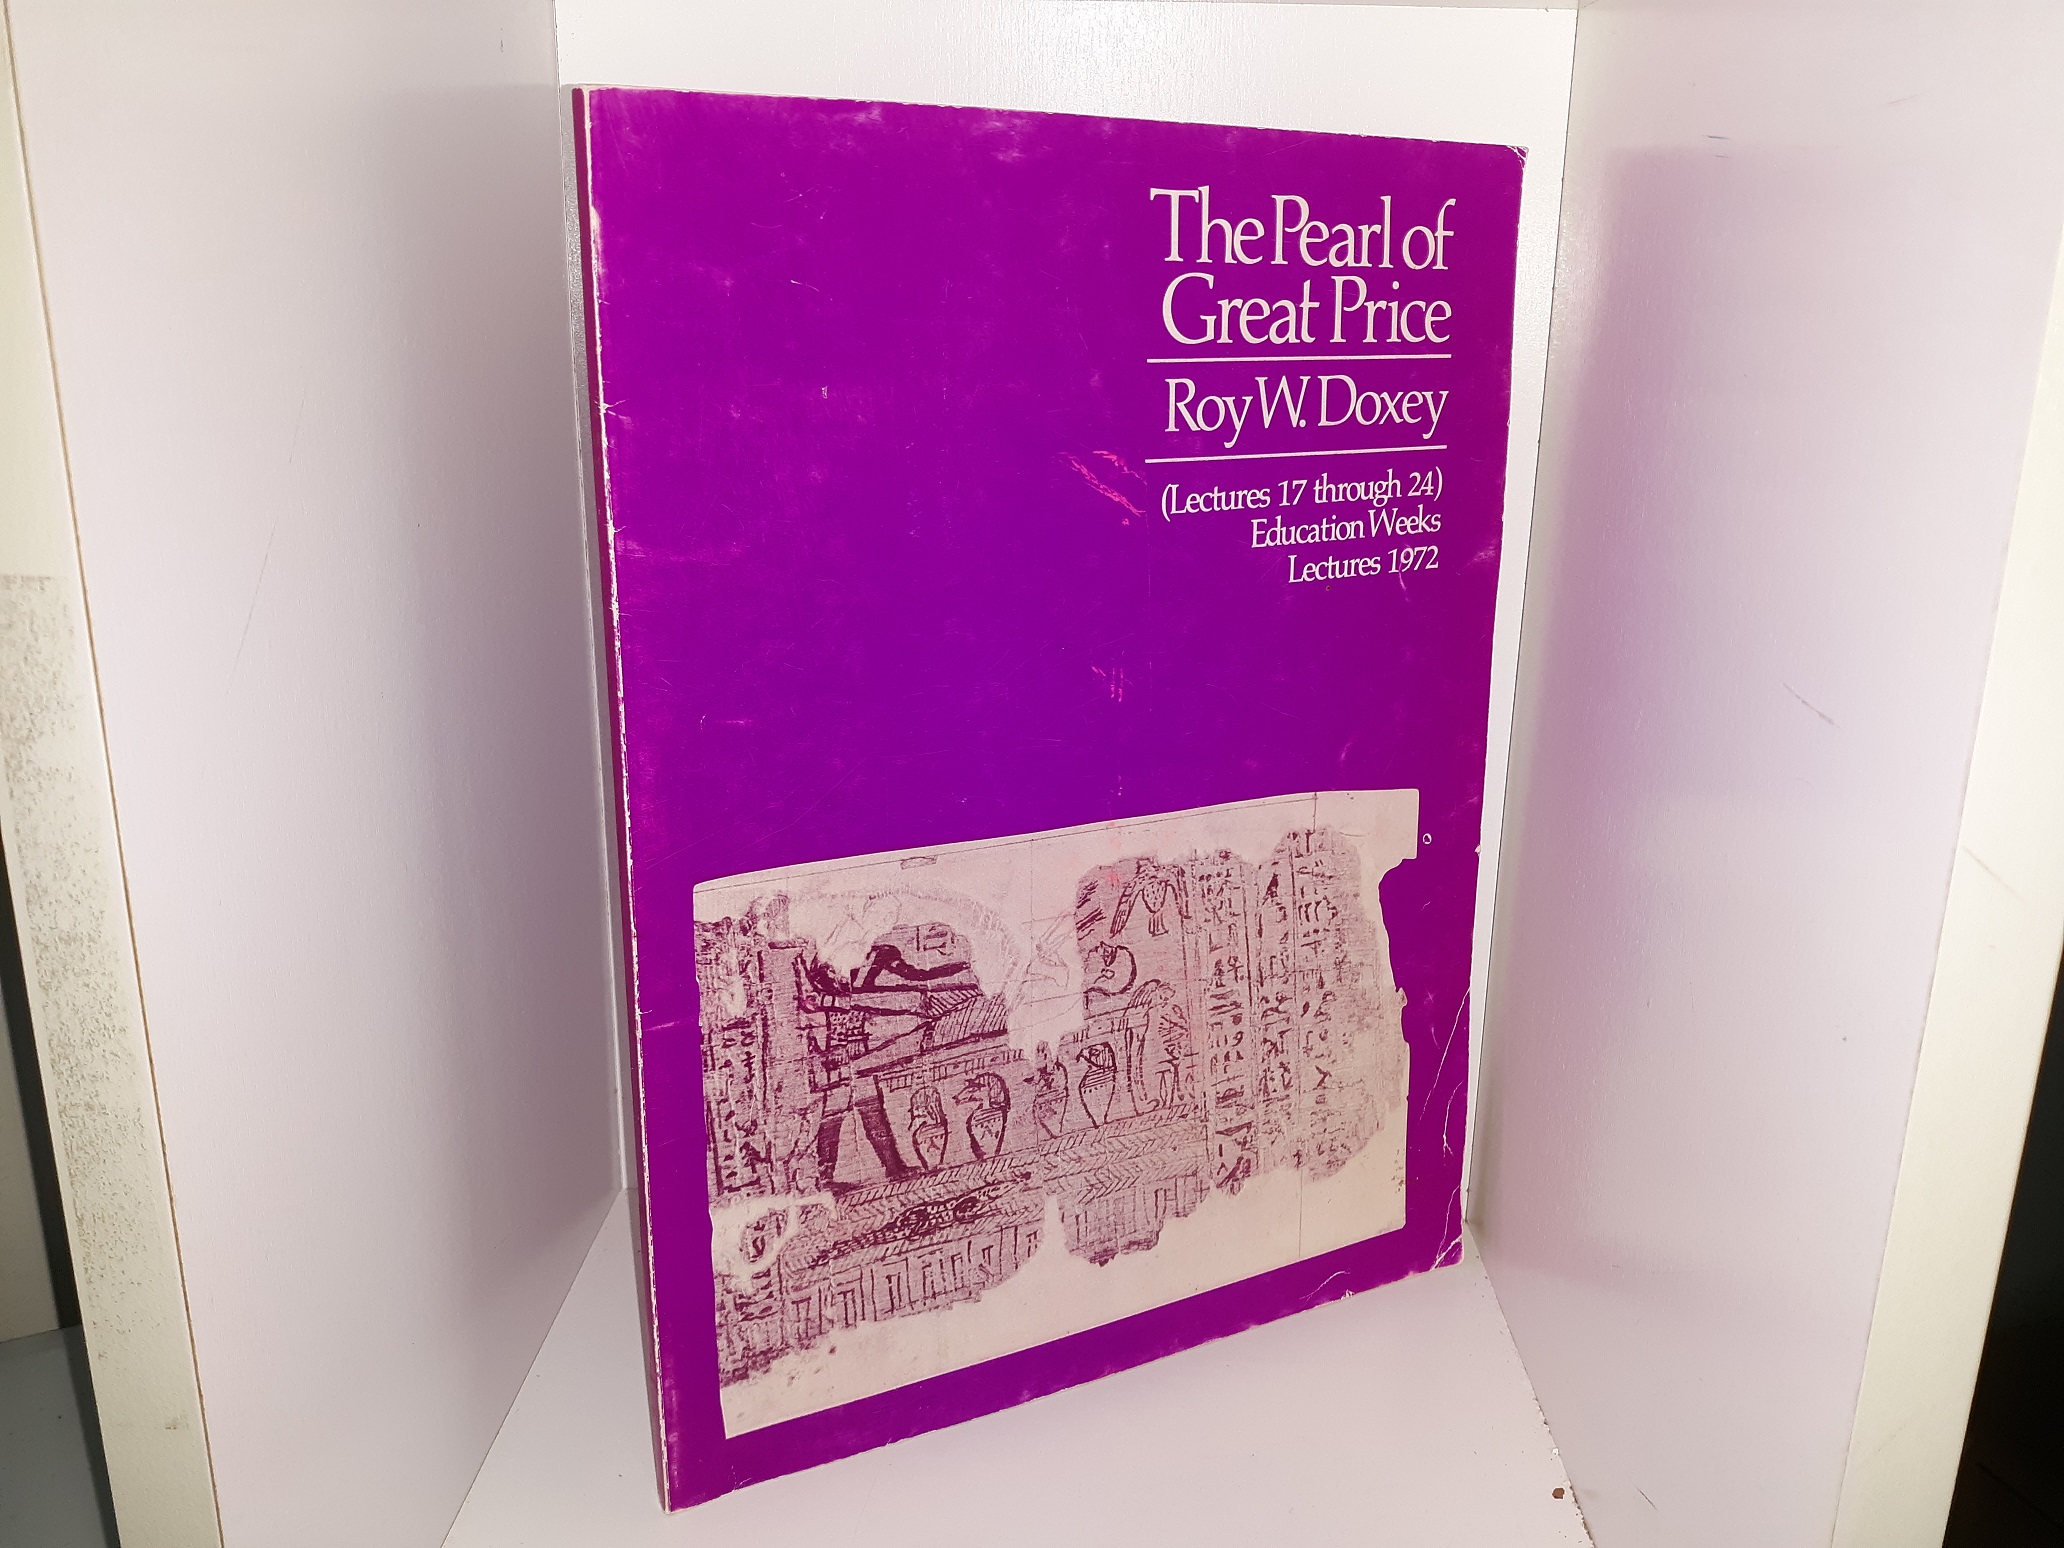 The Pearl of
Great Price
Roy W. Doxey
(Lectures 17 through 24)
Education Weeks
Lectures 1972